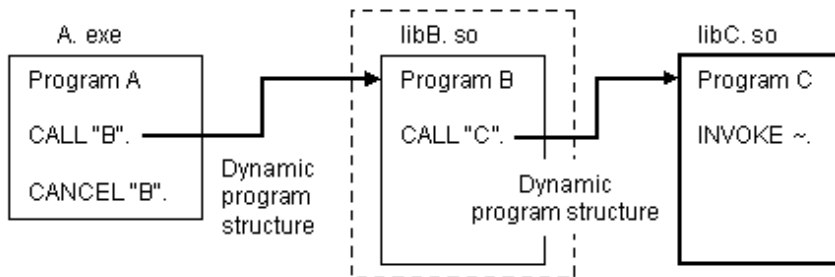 A. exe
Program A
CALL "B".
CANCEL "B".
Dynamic
program
structure
libB. so
Program B
CALL "C".
Dynamic
program structure
libC. so
Program C
INVOKE ~.